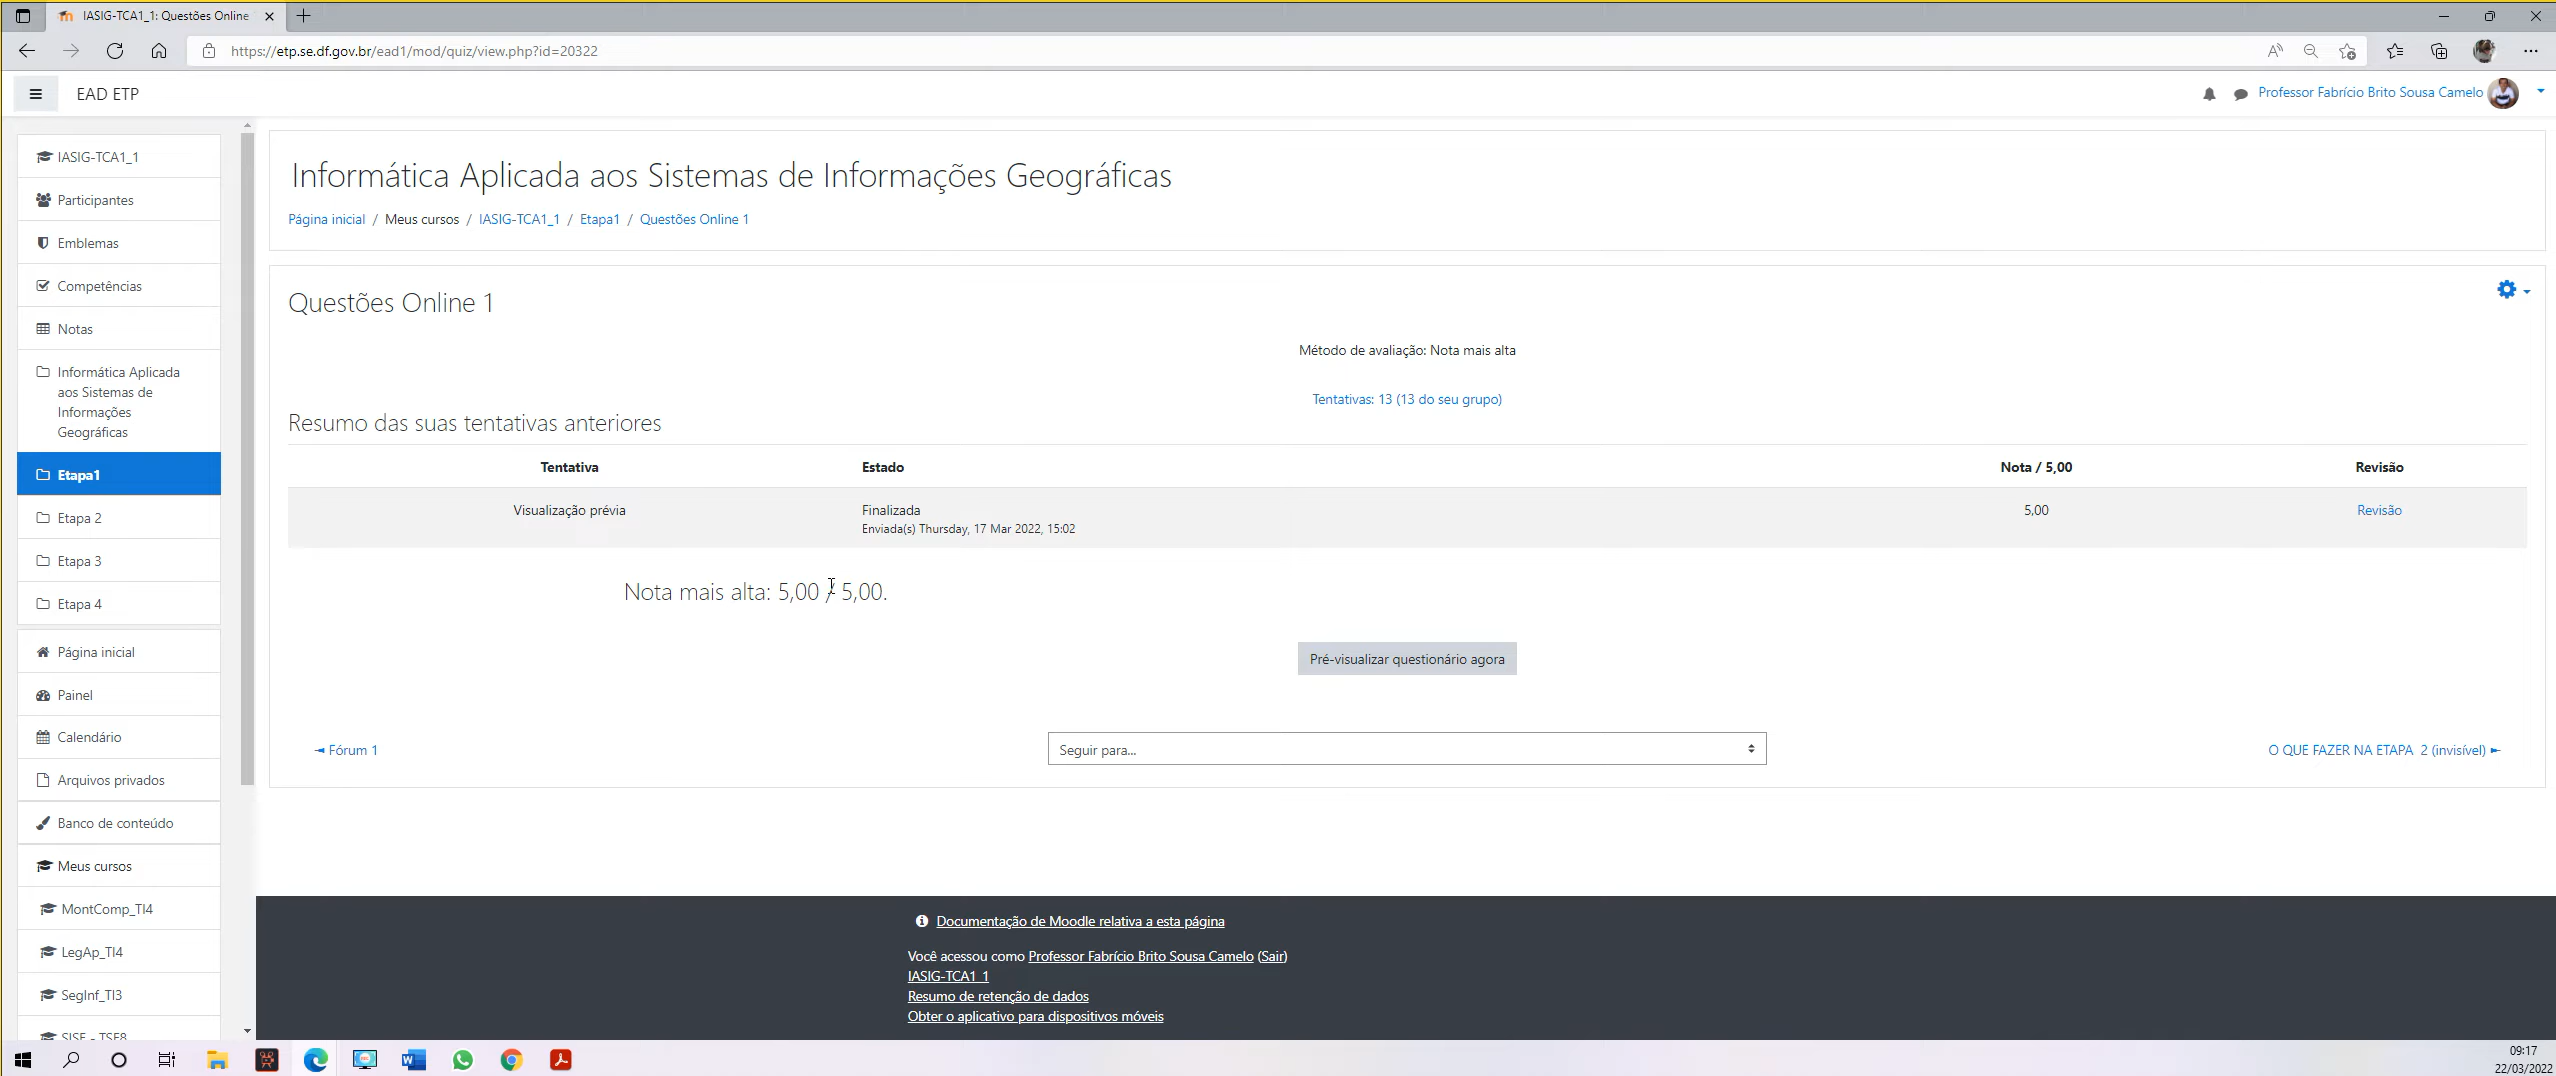 IASIG-TCA1_1: Questões Online
https://etp.se.df.gov.br/ead1/mod/quiz/view.php?id=20322
EAD ETP
Professor Fabrício Brito Sousa Camelo
IASIG-TCA1_1
Participantes
Emblemas
Competências
Notas
Informática Aplicada
aos Sistemas de
Informações
Geográficas
Etapa1
Etapa 2
Etapa 3
Etapa 4
Página inicial
Painel
Calendário
Arquivos privados
Banco de conteúdo
Meus cursos
MontComp_TI4
LegAp_TI4
SegInf_TI3
SISF - TSF8
Informática Aplicada aos Sistemas de Informações Geográficas
Página inicial / Meus cursos / IASIG-TCA1_1 / Etapa1 / Questões Online 1
Questões Online 1
Método de avaliação: Nota mais alta
Tentativas: 13 (13 do seu grupo)
Resumo das suas tentativas anteriores
Tentativa Estado Nota / 5,00 Revisão
Visualização prévia Finalizada 5,00 Revisão
Enviada(s) Thursday, 17 Mar 2022, 15:02
Nota mais alta: 5,00 / 5,00.
Pré-visualizar questionário agora
◄ Fórum 1
Seguir para...
O QUE FAZER NA ETAPA 2 (invisível) ►
Documentação de Moodle relativa a esta página
Você acessou como Professor Fabrício Brito Sousa Camelo (Sair)
IASIG-TCA1_1
Resumo de retenção de dados
Obter o aplicativo para dispositivos móveis
09:17
22/03/2022